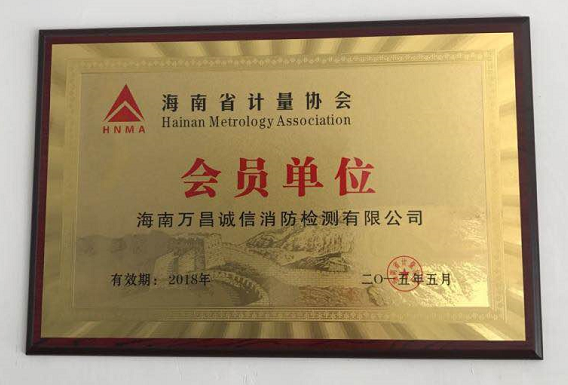 海南省计量协会
HNMA
Hainan Metrology Association
会员单位
海南万昌诚信消防检测有限公司
有效期：2018年
二〇一五年五月